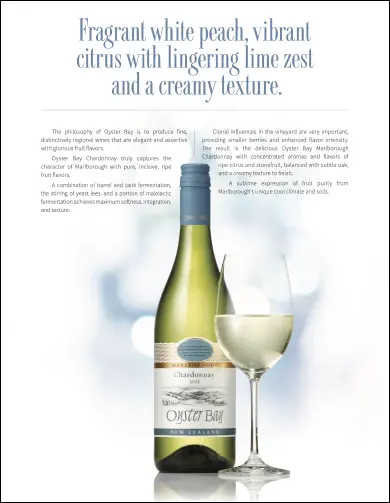 Fragrant white peach, vibrant
citrus with lingering lime zest
and a creamy texture.
The philosophy of Oyster Bay is to produce fine,
distinctively regional wines that are elegant and assertive
with glorious fruit flavors.
Oyster Bay Chardonnay truly captures the
character of Marlborough with pure, incisive, ripe
fruit flavors.
A combination of barrel and tank fermentation,
the stirring of yeast lees, and a portion of malolactic
fermentation achieves maximum softness, integration,
and texture.
Clonal influences in the vineyard are very important,
providing smaller berries and enhanced flavor intensity.
The result is the delicious Oyster Bay Marlborough
Chardonnay with concentrated aromas and flavors of
ripe citrus and stonefruit, balanced with subtle oak,
and a creamy texture to finish.
A sublime expression of fruit purity from
Marlborough's unique cool climate and soils.
MARLBOROUGH
Chardonnay
Oyster Bay
NEW ZEALAND